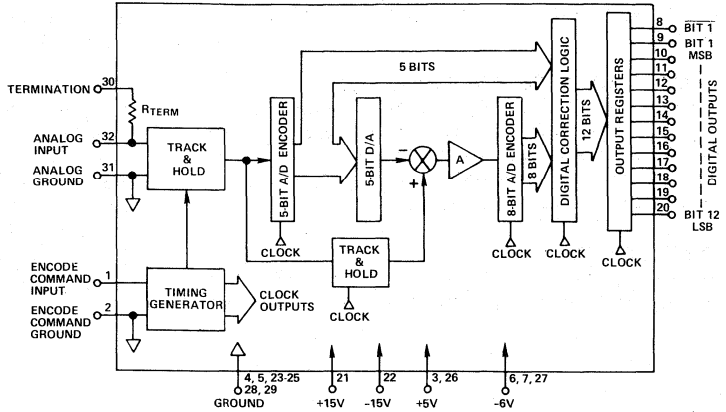 8
BIT 1
9
BIT 1
MSB
10
11
12
13
14
15
16
17
18
19
20
BIT 12
LSB
DIGITAL OUTPUTS
TERMINATION
30
RTERM
ANALOG
INPUT
32
ANALOG
GROUND
31
TRACK
&
HOLD
5-BIT A/D ENCODER
CLOCK
5 BITS
5-BIT D/A
−
+
A
8-BIT A/D ENCODER
CLOCK
8 BITS
DIGITAL CORRECTION LOGIC
CLOCK
12 BITS
OUTPUT REGISTERS
CLOCK
TRACK
&
HOLD
CLOCK
ENCODE
COMMAND
INPUT
1
ENCODE
COMMAND
GROUND
2
TIMING
GENERATOR
CLOCK
OUTPUTS
4, 5, 23-25
28, 29
GROUND
21
+15V
22
-15V
3, 26
+5V
6, 7, 27
-6V